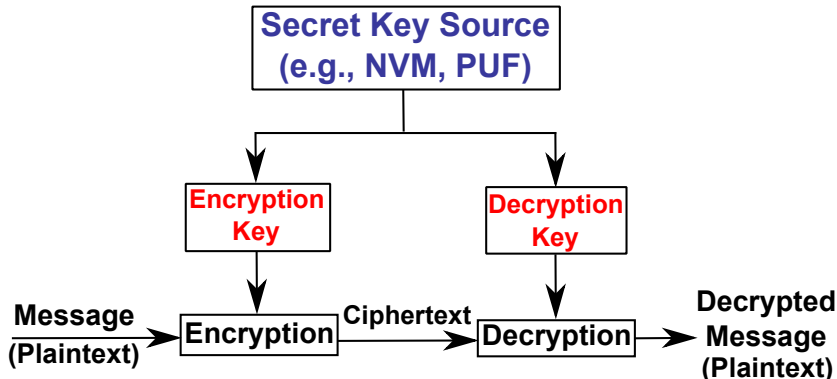 Secret Key Source
(e.g., NVM, PUF)
Encryption
Key
Decryption
Key
Message
(Plaintext)
Encryption
Ciphertext
Decryption
Decrypted
Message
(Plaintext)